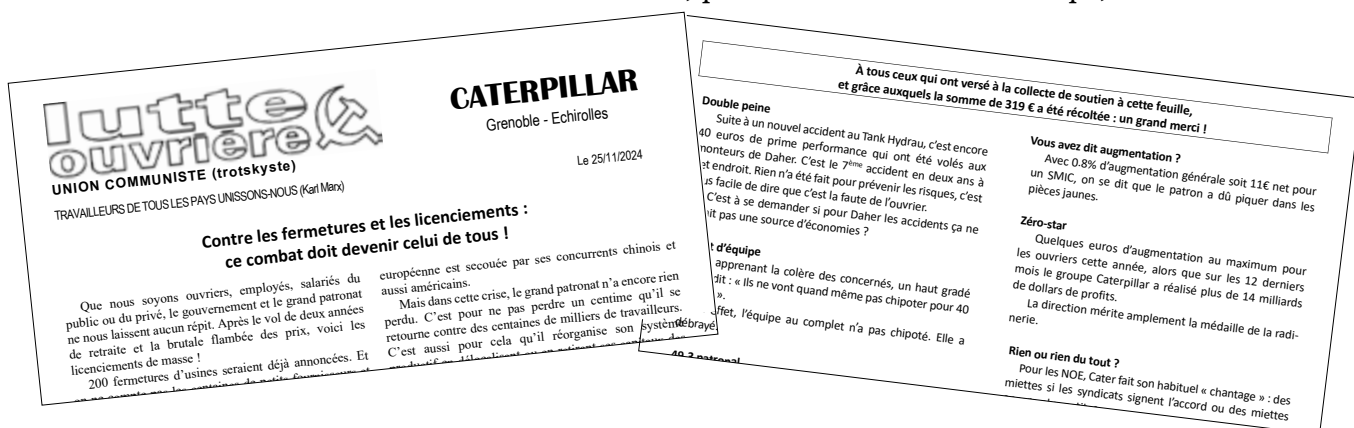 lutte
ouvrière
UNION COMMUNISTE (trotskyste)
TRAVAILLEURS DE TOUS LES PAYS UNISSONS-NOUS (Karl Marx)
CATERPILLAR
Grenoble - Echirolles
Le 25/11/2024
Contre les fermetures et les licenciements :
ce combat doit devenir celui de tous !
Que nous soyons ouvriers, employés, salariés du
public ou du privé, le gouvernement et le grand patronat
ne nous laissent aucun répit. Après le vol de deux années
de retraite et la brutale flambée des prix, voici les
licenciements de masse !
200 fermetures d'usines seraient déjà annoncées. Et
européenne est secouée par ses concurrents chinois et
aussi américains.
Mais dans cette crise, le grand patronat n'a encore rien
perdu. C'est pour ne pas perdre un centime qu'il se
retourne contre des centaines de milliers de travailleurs.
C'est aussi pour cela qu'il réorganise son système
À tous ceux qui ont versé à la collecte de soutien à cette feuille,
et grâce auxquels la somme de 319 € a été récoltée : un grand merci !
Double peine
Suite à un nouvel accident au Tank Hydrau, c'est encore
40 euros de prime performance qui ont été volés aux
monteurs de Daher. C'est le 7ème accident en deux ans à
et endroit. Rien n'a été fait pour prévenir les risques, c'est
us facile de dire que c'est la faute de l'ouvrier.
C'est à se demander si pour Daher les accidents ça ne
it pas une source d'économies ?
t d'équipe
apprenant la colère des concernés, un haut gradé
dit : « Ils ne vont quand même pas chipoter pour 40
».
ffet, l'équipe au complet n'a pas chipoté. Elle a
débrayé
49.3 patronal
Vous avez dit augmentation ?
Avec 0.8% d'augmentation générale soit 11€ net pour
un SMIC, on se dit que le patron a dû piquer dans les
pièces jaunes.
Zéro-star
Quelques euros d'augmentation au maximum pour
les ouvriers cette année, alors que sur les 12 derniers
mois le groupe Caterpillar a réalisé plus de 14 milliards
de dollars de profits.
La direction mérite amplement la médaille de la radi-
nerie.
Rien ou rien du tout ?
Pour les NOE, Cater fait son habituel « chantage » : des
miettes si les syndicats signent l'accord ou des miettes